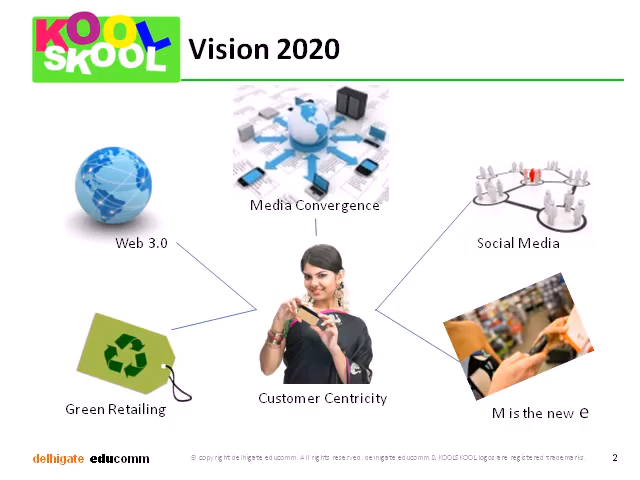 KOOL
SKOOL
Vision 2020
Media Convergence
Web 3.0
Social Media
Green Retailing
Customer Centricity
M is the new e
delhigate educomm
© copyright delhigate educomm. All rights reserved. delhigate educomm & KOOLSKOOL logos are registered trademarks.
2